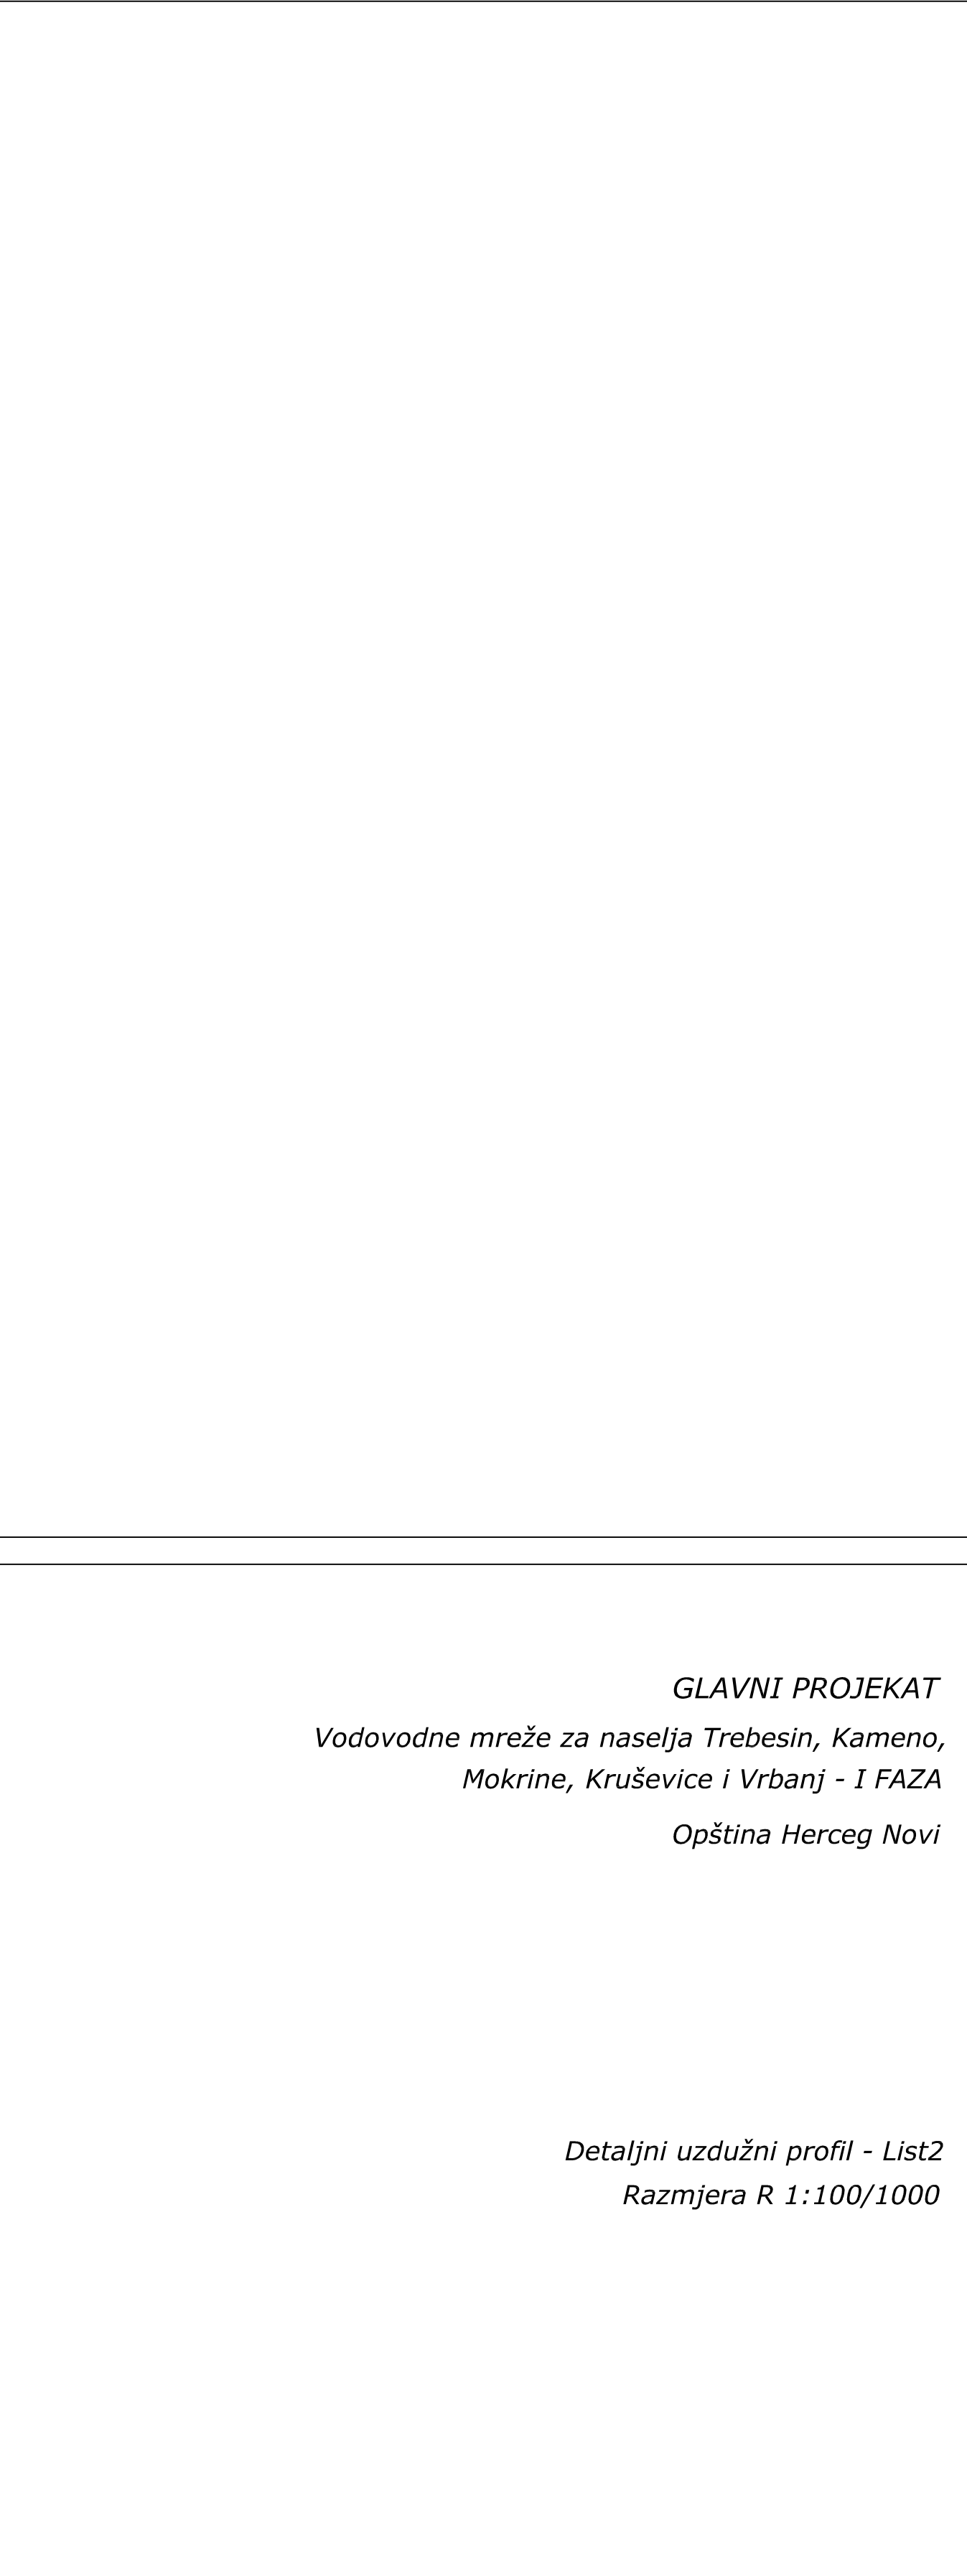 GLAVNI PROJEKAT
Vodovodne mreže za naselja Trebesin, Kameno,
Mokrine, Kruševice i Vrbanj - I FAZA
Opština Herceg Novi
Detaljni uzdužni profil - List2
Razmjera R 1:100/1000